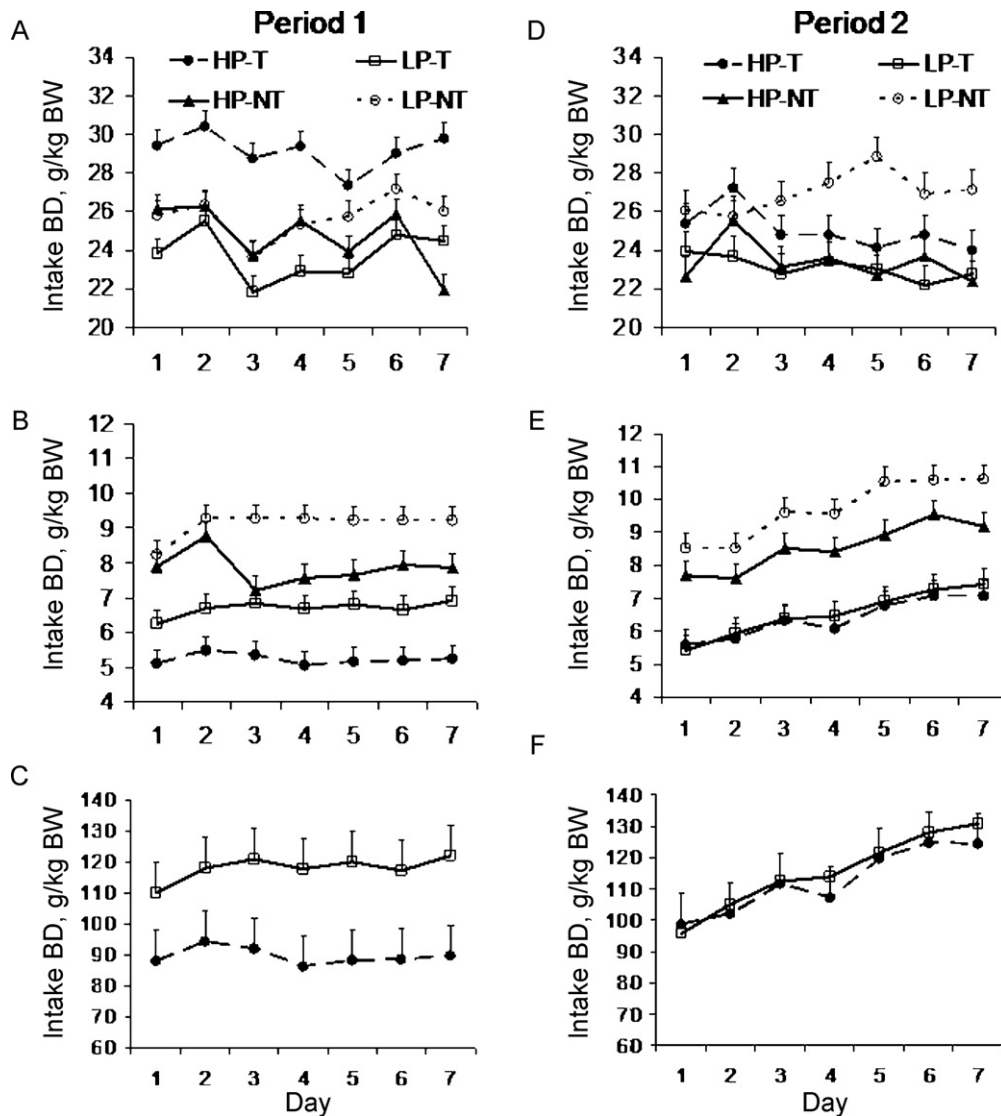 A
Period 1
HP-T LP-T
HP-NT LP-NT
Intake BD, g/kg BW
34
32
30
28
26
24
22
20
1 2 3 4 5 6 7
D
Period 2
HP-T LP-T
HP-NT LP-NT
Intake BD, g/kg BW
34
32
30
28
26
24
22
20
1 2 3 4 5 6 7
B
Intake BD, g/kg BW
12
11
10
9
8
7
6
5
4
1 2 3 4 5 6 7
E
Intake BD, g/kg BW
12
11
10
9
8
7
6
5
4
1 2 3 4 5 6 7
C
Intake BD, g/kg BW
140
130
120
110
100
90
80
70
60
1 2 3 4 5 6 7
Day
F
Intake BD, g/kg BW
140
130
120
110
100
90
80
70
60
1 2 3 4 5 6 7
Day